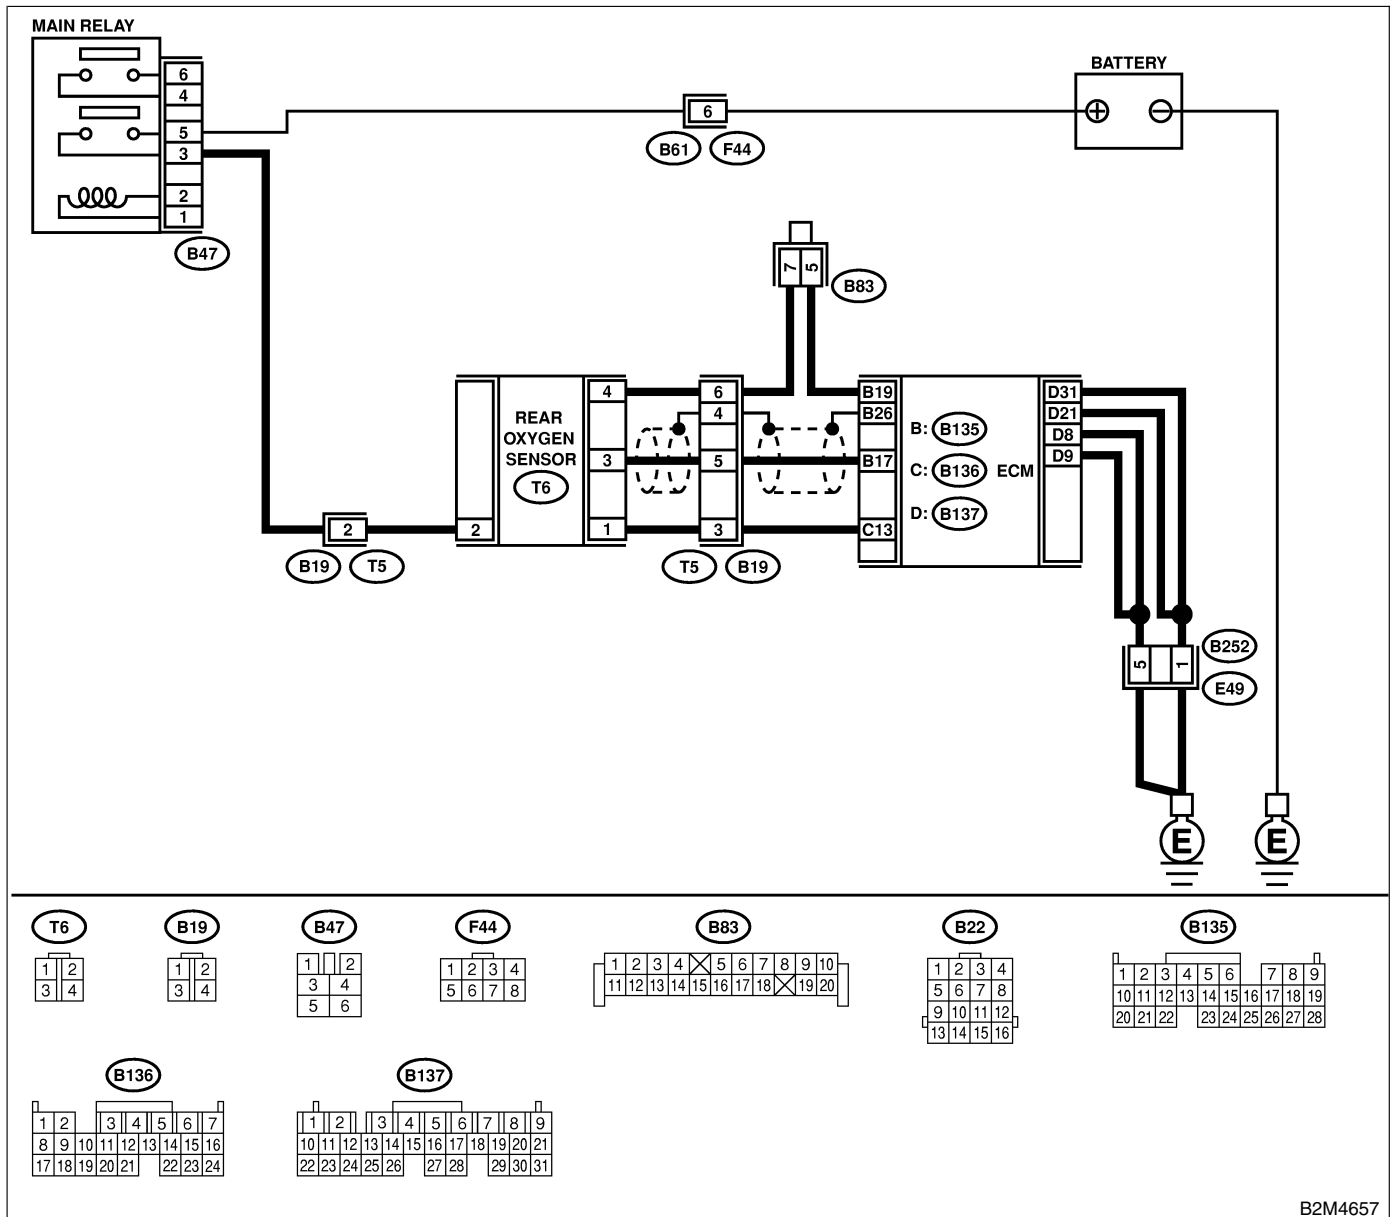 MAIN RELAY
BATTERY
6
4
5
3
2
1
B47
6
B61 F44
+ −
7 5
B83
REAR
OXYGEN
SENSOR
T6
2
4
3
1
2
B19 T5
6
4
5
3
T5 B19
B19
B26
B17
C13
B: B135
C: B136 ECM
D: B137
D31
D21
D8
D9
5 1
B252
E49
E E
T6 B19 B47 F44 B83 B22 B135
1 2
3 4
1 2
3 4
1 2
3 4
5 6
1 2 3 4
5 6 7 8
1 2 3 4 5 6 7 8 9 10
11 12 13 14 15 16 17 18 19 20
1 2 3 4
5 6 7 8
9 10 11 12
13 14 15 16
1 2 3 4 5 6 7 8 9
10 11 12 13 14 15 16 17 18 19
20 21 22 23 24 25 26 27 28
B136 B137
1 2 3 4 5 6 7
8 9 10 11 12 13 14 15 16
17 18 19 20 21 22 23 24
1 2 3 4 5 6 7 8 9
10 11 12 13 14 15 16 17 18 19 20 21
22 23 24 25 26 27 28 29 30 31
B2M4657